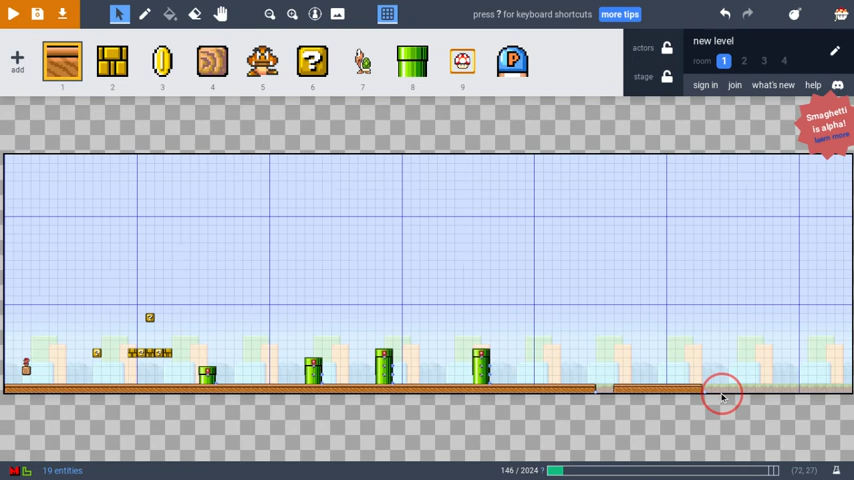 press ? for keyboard shortcuts more tips
add 1 2 3 4 5 6 7 8 9
actors
stage
new level
room 1 2 3 4
sign in join what's new help
Smaghetti
is alpha!
learn more
19 entities 146 / 2024 ? (72, 27)